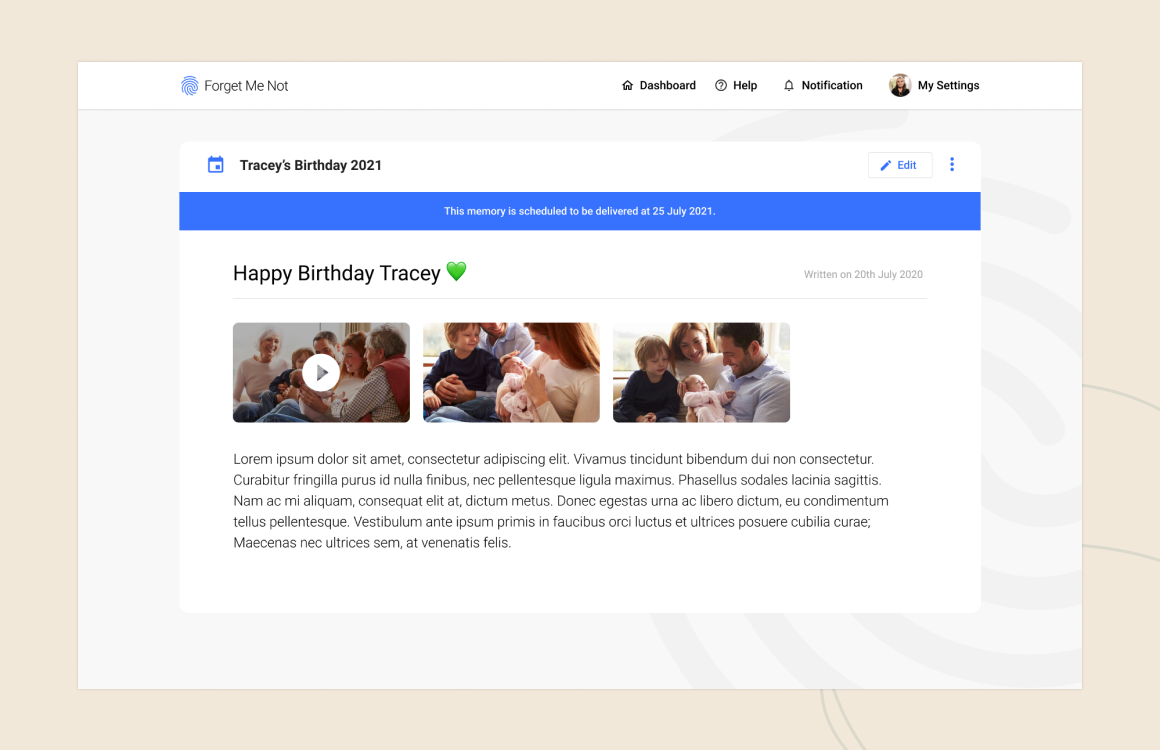 Forget Me Not
Dashboard
Help
Notification
My Settings
Tracey’s Birthday 2021
Edit
This memory is scheduled to be delivered at 25 July 2021.
Happy Birthday Tracey 💚
Written on 20th July 2020
Lorem ipsum dolor sit amet, consectetur adipiscing elit. Vivamus tincidunt bibendum dui non consectetur.
Curabitur fringilla purus id nulla finibus, nec pellentesque ligula maximus. Phasellus sodales lacinia sagittis.
Nam ac mi aliquam, consequat elit at, dictum metus. Donec egestas urna ac libero dictum, eu condimentum
tellus pellentesque. Vestibulum ante ipsum primis in faucibus orci luctus et ultrices posuere cubilia curae;
Maecenas nec ultrices sem, at venenatis felis.